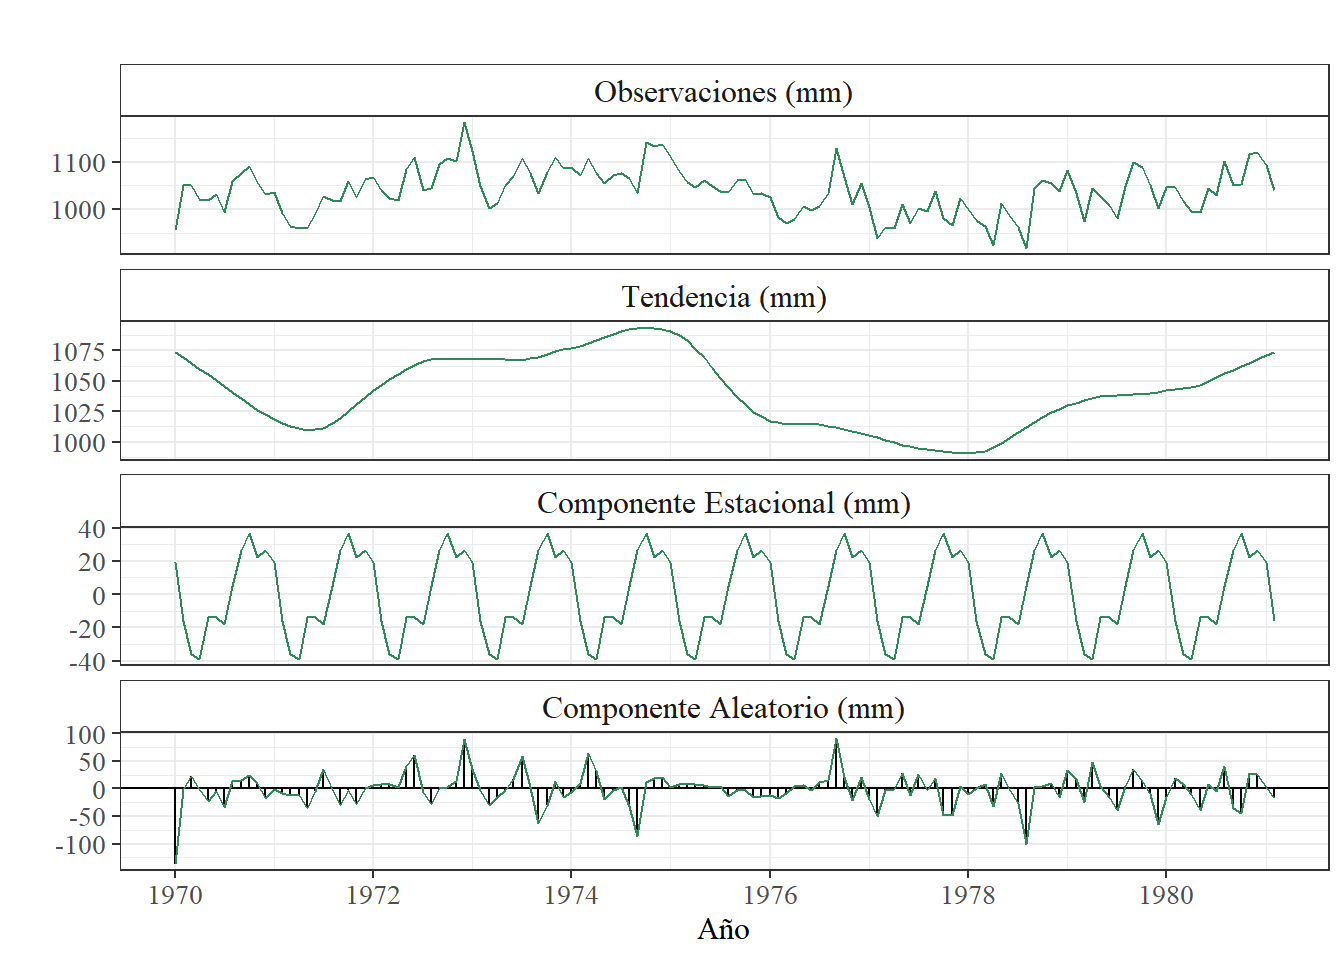 Observaciones (mm)
1100
1000
Tendencia (mm)
1075
1050
1025
1000
Componente Estacional (mm)
40
20
0
-20
-40
Componente Aleatorio (mm)
100
50
0
-50
-100
1970 1972 1974 1976 1978 1980
Año